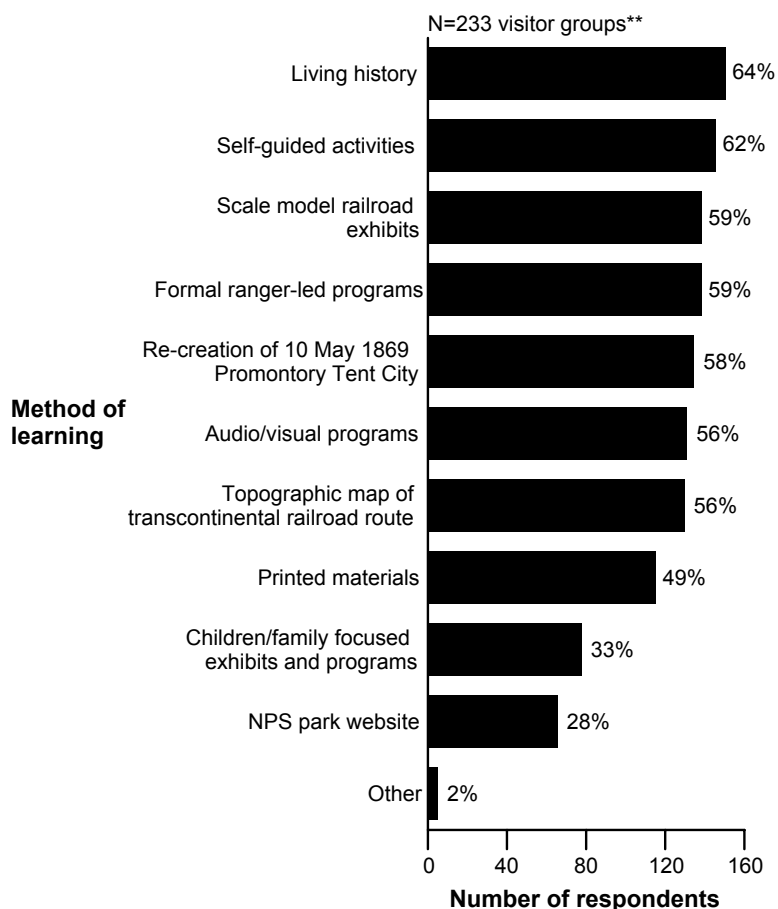 N=233 visitor groups**
Living history
64%
Self-guided activities
62%
Scale model railroad
exhibits
59%
Formal ranger-led programs
59%
Re-creation of 10 May 1869
Promontory Tent City
58%
Method of
learning
Audio/visual programs
56%
Topographic map of
transcontinental railroad route
56%
Printed materials
49%
Children/family focused
exhibits and programs
33%
NPS park website
28%
Other
2%
0 40 80 120 160
Number of respondents